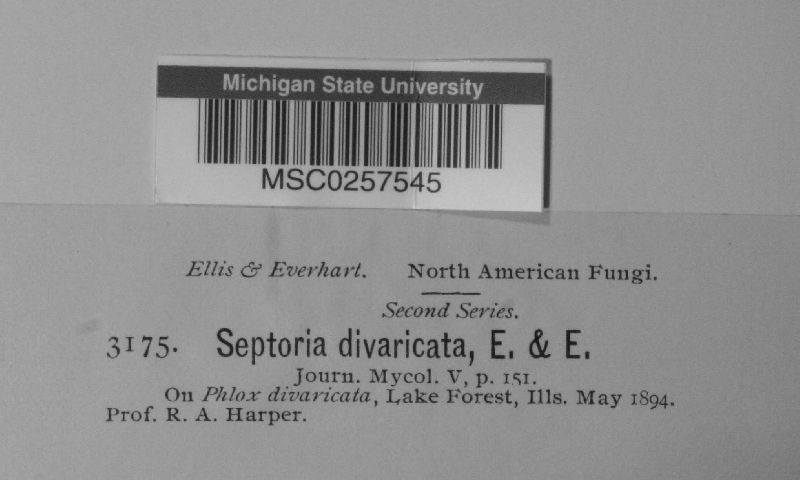 Michigan State University
MSC0257545
Ellis & Everhart. North American Fungi.
Second Series.
3175. Septoria divaricata, E. & E.
Journ. Mycol. V, p. 151.
On Phlox divaricata, Lake Forest, Ills. May 1894.
Prof. R. A. Harper.